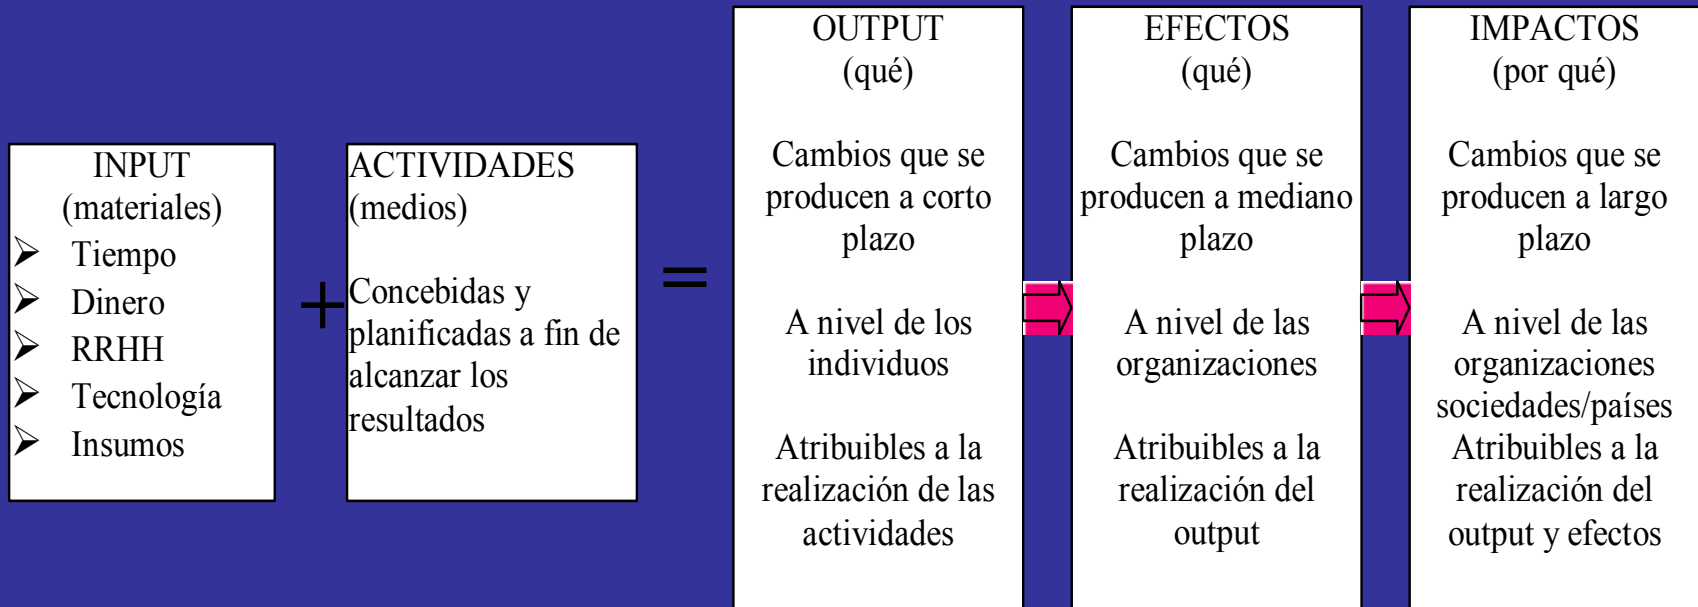 INPUT
(materiales)
➢ Tiempo
➢ Dinero
➢ RRHH
➢ Tecnología
➢ Insumos
+
ACTIVIDADES
(medios)
Concebidas y
planificadas a fin de
alcanzar los
resultados
=
OUTPUT
(qué)
Cambios que se
producen a corto
plazo
A nivel de los
individuos
Atribuibles a la
realización de las
actividades
EFECTOS
(qué)
Cambios que se
producen a mediano
plazo
A nivel de las
organizaciones
Atribuibles a la
realización del
output
IMPACTOS
(por qué)
Cambios que se
producen a largo
plazo
A nivel de las
organizaciones
sociedades/países
Atribuibles a la
realización del
output y efectos